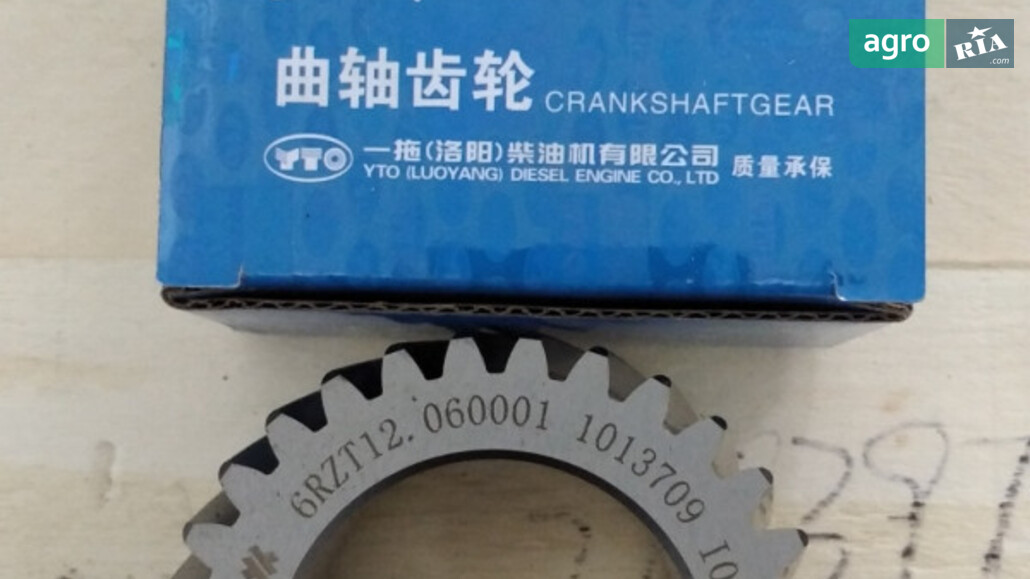 agro
RIA
.com
曲轴齿轮 CRANKSHAFTGEAR
YTO
一拖(洛阳)柴油机有限公司 质量承保
YTO (LUOYANG) DIESEL ENGINE CO., LTD
6RZT12.060001 1013709